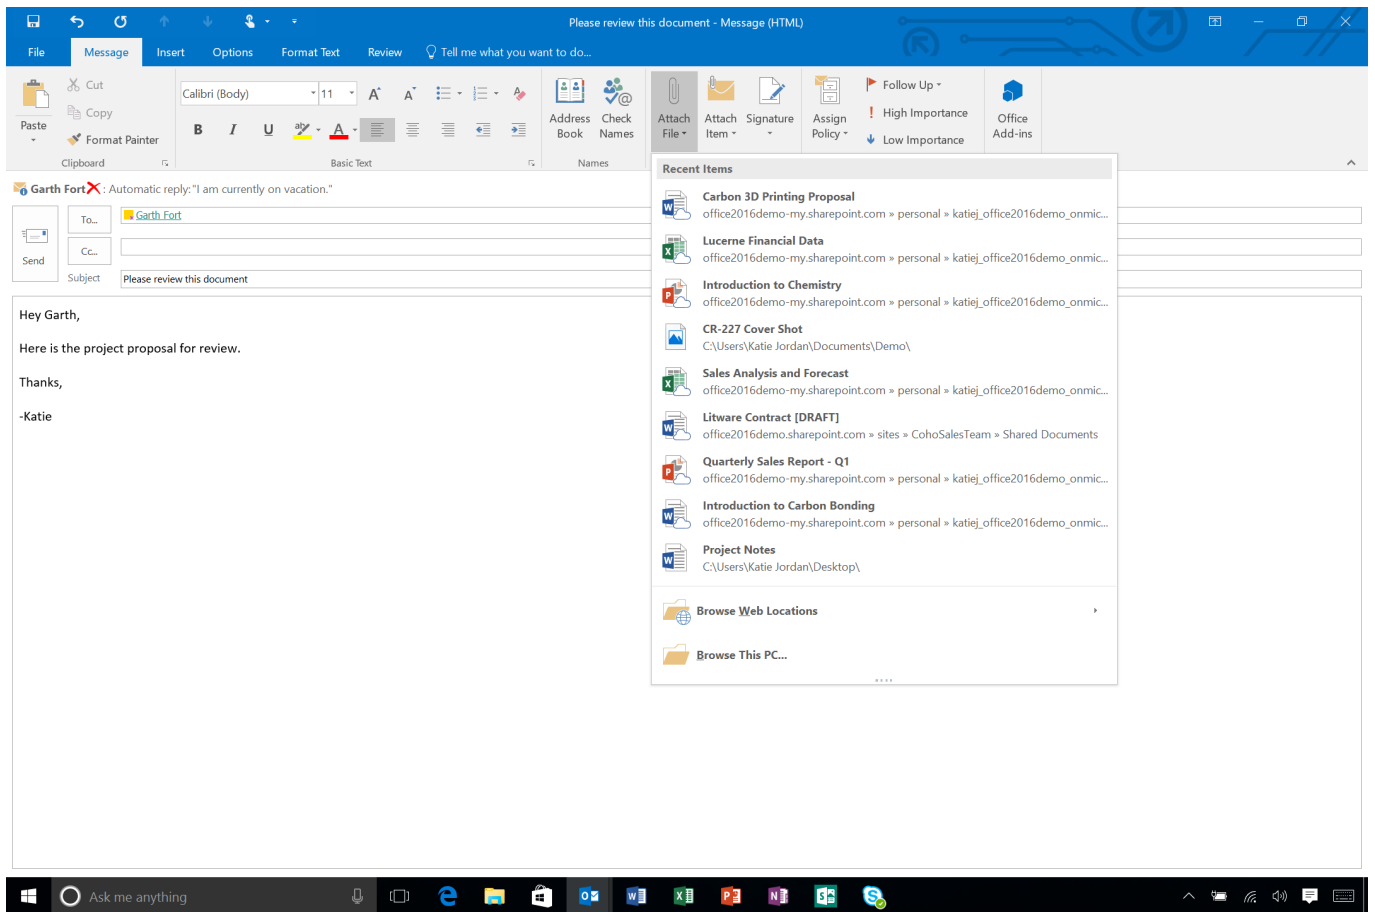 Please review this document - Message (HTML)
File Message Insert Options Format Text Review Tell me what you want to do...
Paste
Cut
Copy
Format Painter
Clipboard
Calibri (Body) 11
B I U
Basic Text
Address Book
Check Names
Names
Attach File
Attach Item
Signature
Assign Policy
Follow Up
High Importance
Low Importance
Office Add-ins
Garth Fort : Automatic reply: "I am currently on vacation."
Send
To... Garth Fort
Cc...
Subject Please review this document
Hey Garth,
Here is the project proposal for review.
Thanks,
-Katie
Recent Items
Carbon 3D Printing Proposal
office2016demo-my.sharepoint.com » personal » katiej_office2016demo_onmic...
Lucerne Financial Data
office2016demo-my.sharepoint.com » personal » katiej_office2016demo_onmic...
Introduction to Chemistry
office2016demo-my.sharepoint.com » personal » katiej_office2016demo_onmic...
CR-227 Cover Shot
C:\Users\Katie Jordan\Documents\Demo\
Sales Analysis and Forecast
office2016demo-my.sharepoint.com » personal » katiej_office2016demo_onmic...
Litware Contract [DRAFT]
office2016demo.sharepoint.com » sites » CohoSalesTeam » Shared Documents
Quarterly Sales Report - Q1
office2016demo-my.sharepoint.com » personal » katiej_office2016demo_onmic...
Introduction to Carbon Bonding
office2016demo-my.sharepoint.com » personal » katiej_office2016demo_onmic...
Project Notes
C:\Users\Katie Jordan\Desktop\
Browse Web Locations
Browse This PC...
Ask me anything